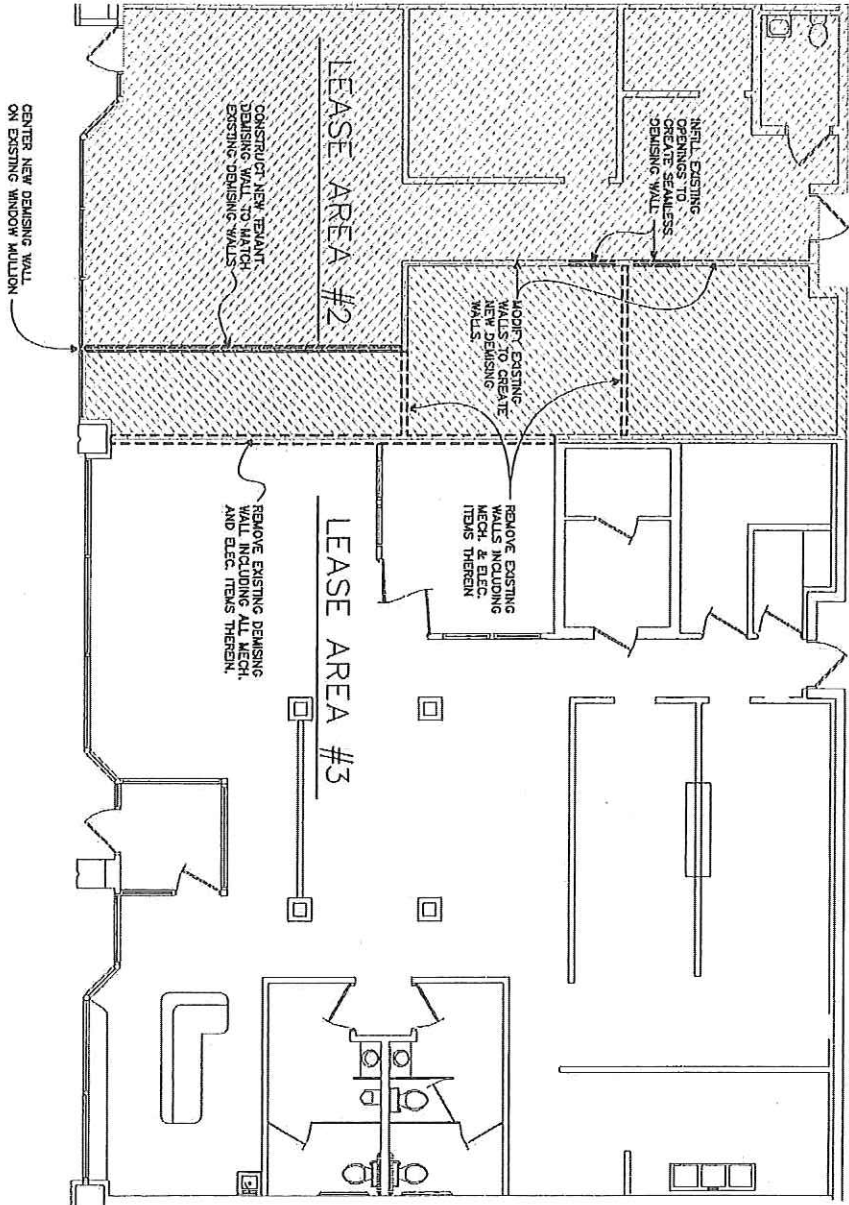 LEASE AREA #2
INFILL EXISTING
OPENINGS TO
CREATE SEAMLESS
DEMISING WALL
CONSTRUCT NEW TENANT
DEMISING WALL TO MATCH
EXISTING DEMISING WALLS
CENTER NEW DEMISING WALL
ON EXISTING WINDOW MULLION
MODIFY EXISTING
WALLS TO CREATE
NEW DEMISING
WALLS.
REMOVE EXISTING
WALLS INCLUDING
MECH. & ELEC.
ITEMS THEREIN
REMOVE EXISTING DEMISING
WALL INCLUDING ALL MECH.
AND ELEC. ITEMS THEREIN.
LEASE AREA #3